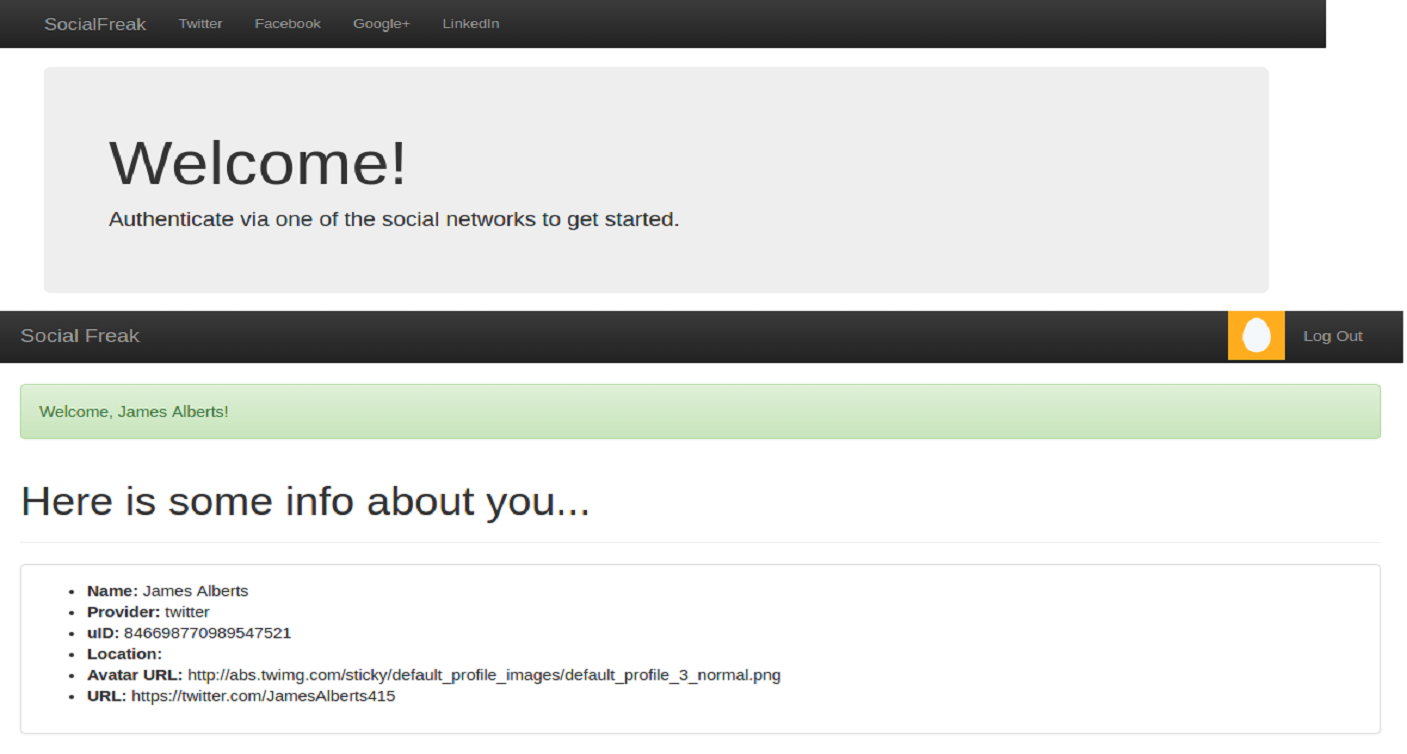 SocialFreak Twitter Facebook Google+ LinkedIn
Welcome!
Authenticate via one of the social networks to get started.
Social Freak Log Out
Welcome, James Alberts!
Here is some info about you...
• Name: James Alberts
• Provider: twitter
• uID: 846698770989547521
• Location:
• Avatar URL: http://abs.twimg.com/sticky/default_profile_images/default_profile_3_normal.png
• URL: https://twitter.com/JamesAlberts415